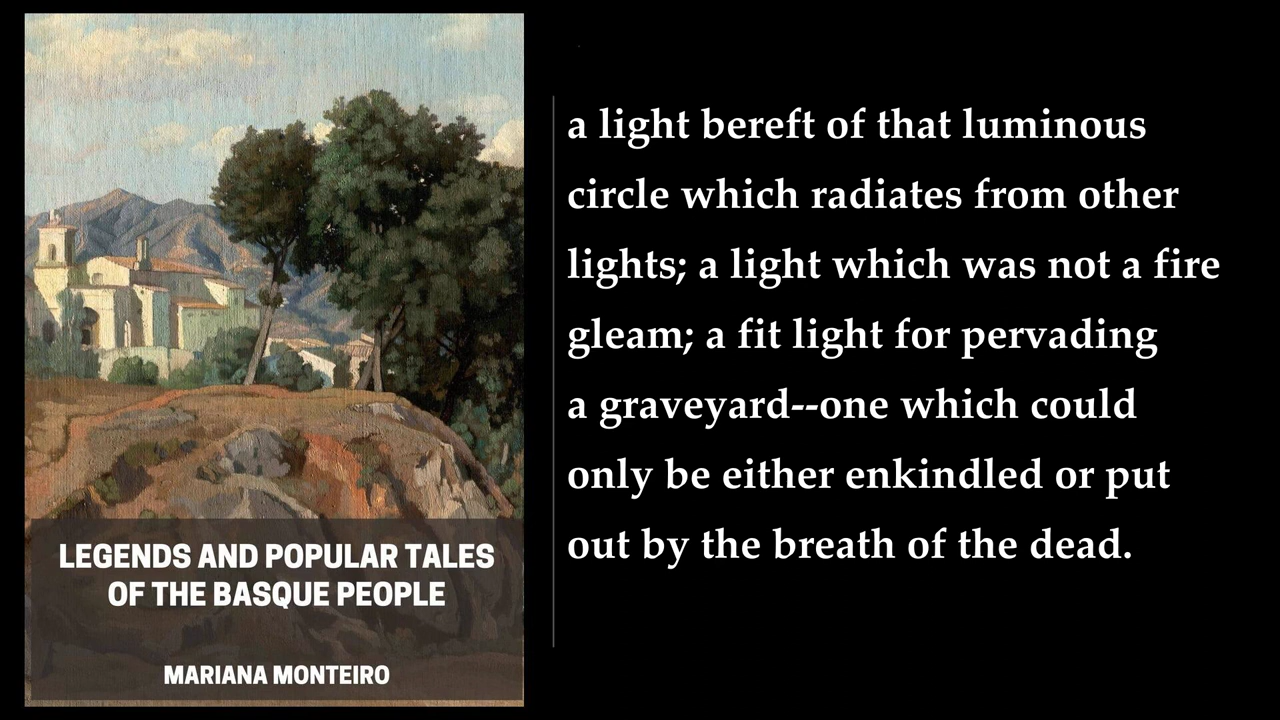 LEGENDS AND POPULAR TALES
OF THE BASQUE PEOPLE
MARIANA MONTEIRO
a light bereft of that luminous
circle which radiates from other
lights; a light which was not a fire
gleam; a fit light for pervading
a graveyard--one which could
only be either enkindled or put
out by the breath of the dead.